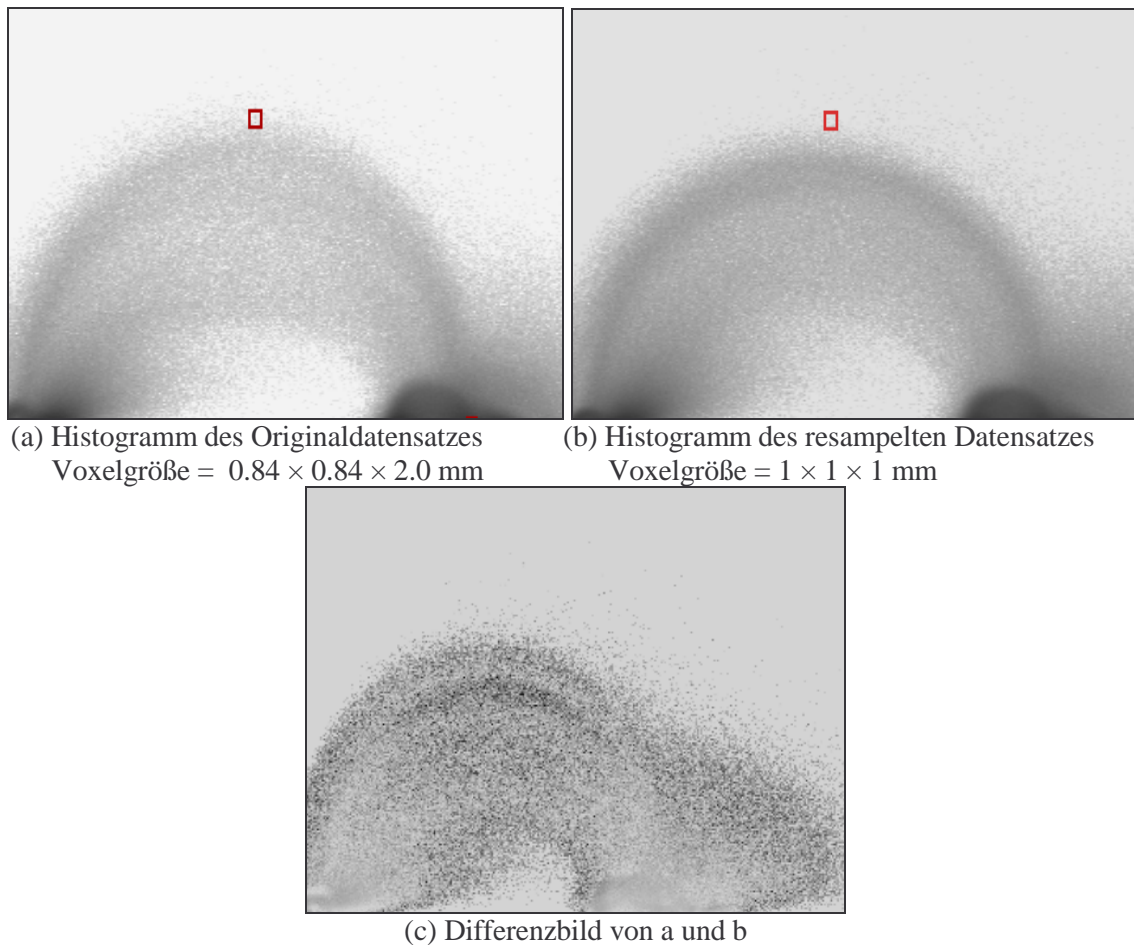 (a) Histogramm des Originaldatensatzes
Voxelgröße = 0.84 × 0.84 × 2.0 mm
(b) Histogramm des resampelten Datensatzes
Voxelgröße = 1 × 1 × 1 mm
(c) Differenzbild von a und b